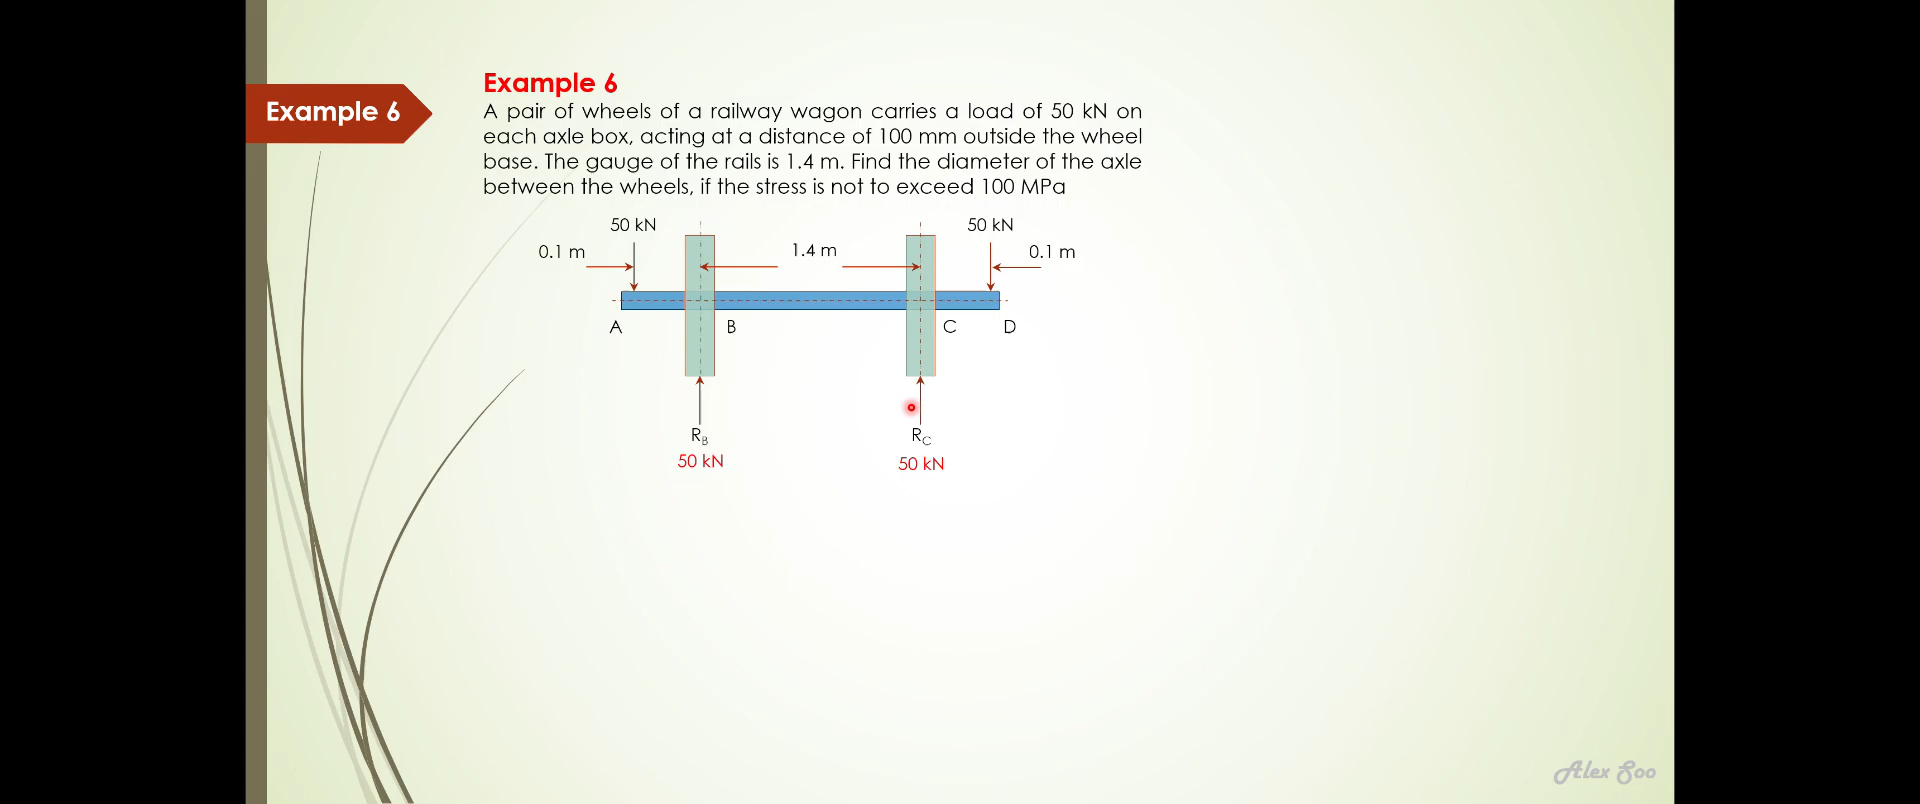 Example 6
Example 6
A pair of wheels of a railway wagon carries a load of 50 kN on
each axle box, acting at a distance of 100 mm outside the wheel
base. The gauge of the rails is 1.4 m. Find the diameter of the axle
between the wheels, if the stress is not to exceed 100 MPa
50 kN
50 kN
0.1 m
1.4 m
0.1 m
A
B
C
D
R_B
R_C
50 kN
50 kN
Alex Soo